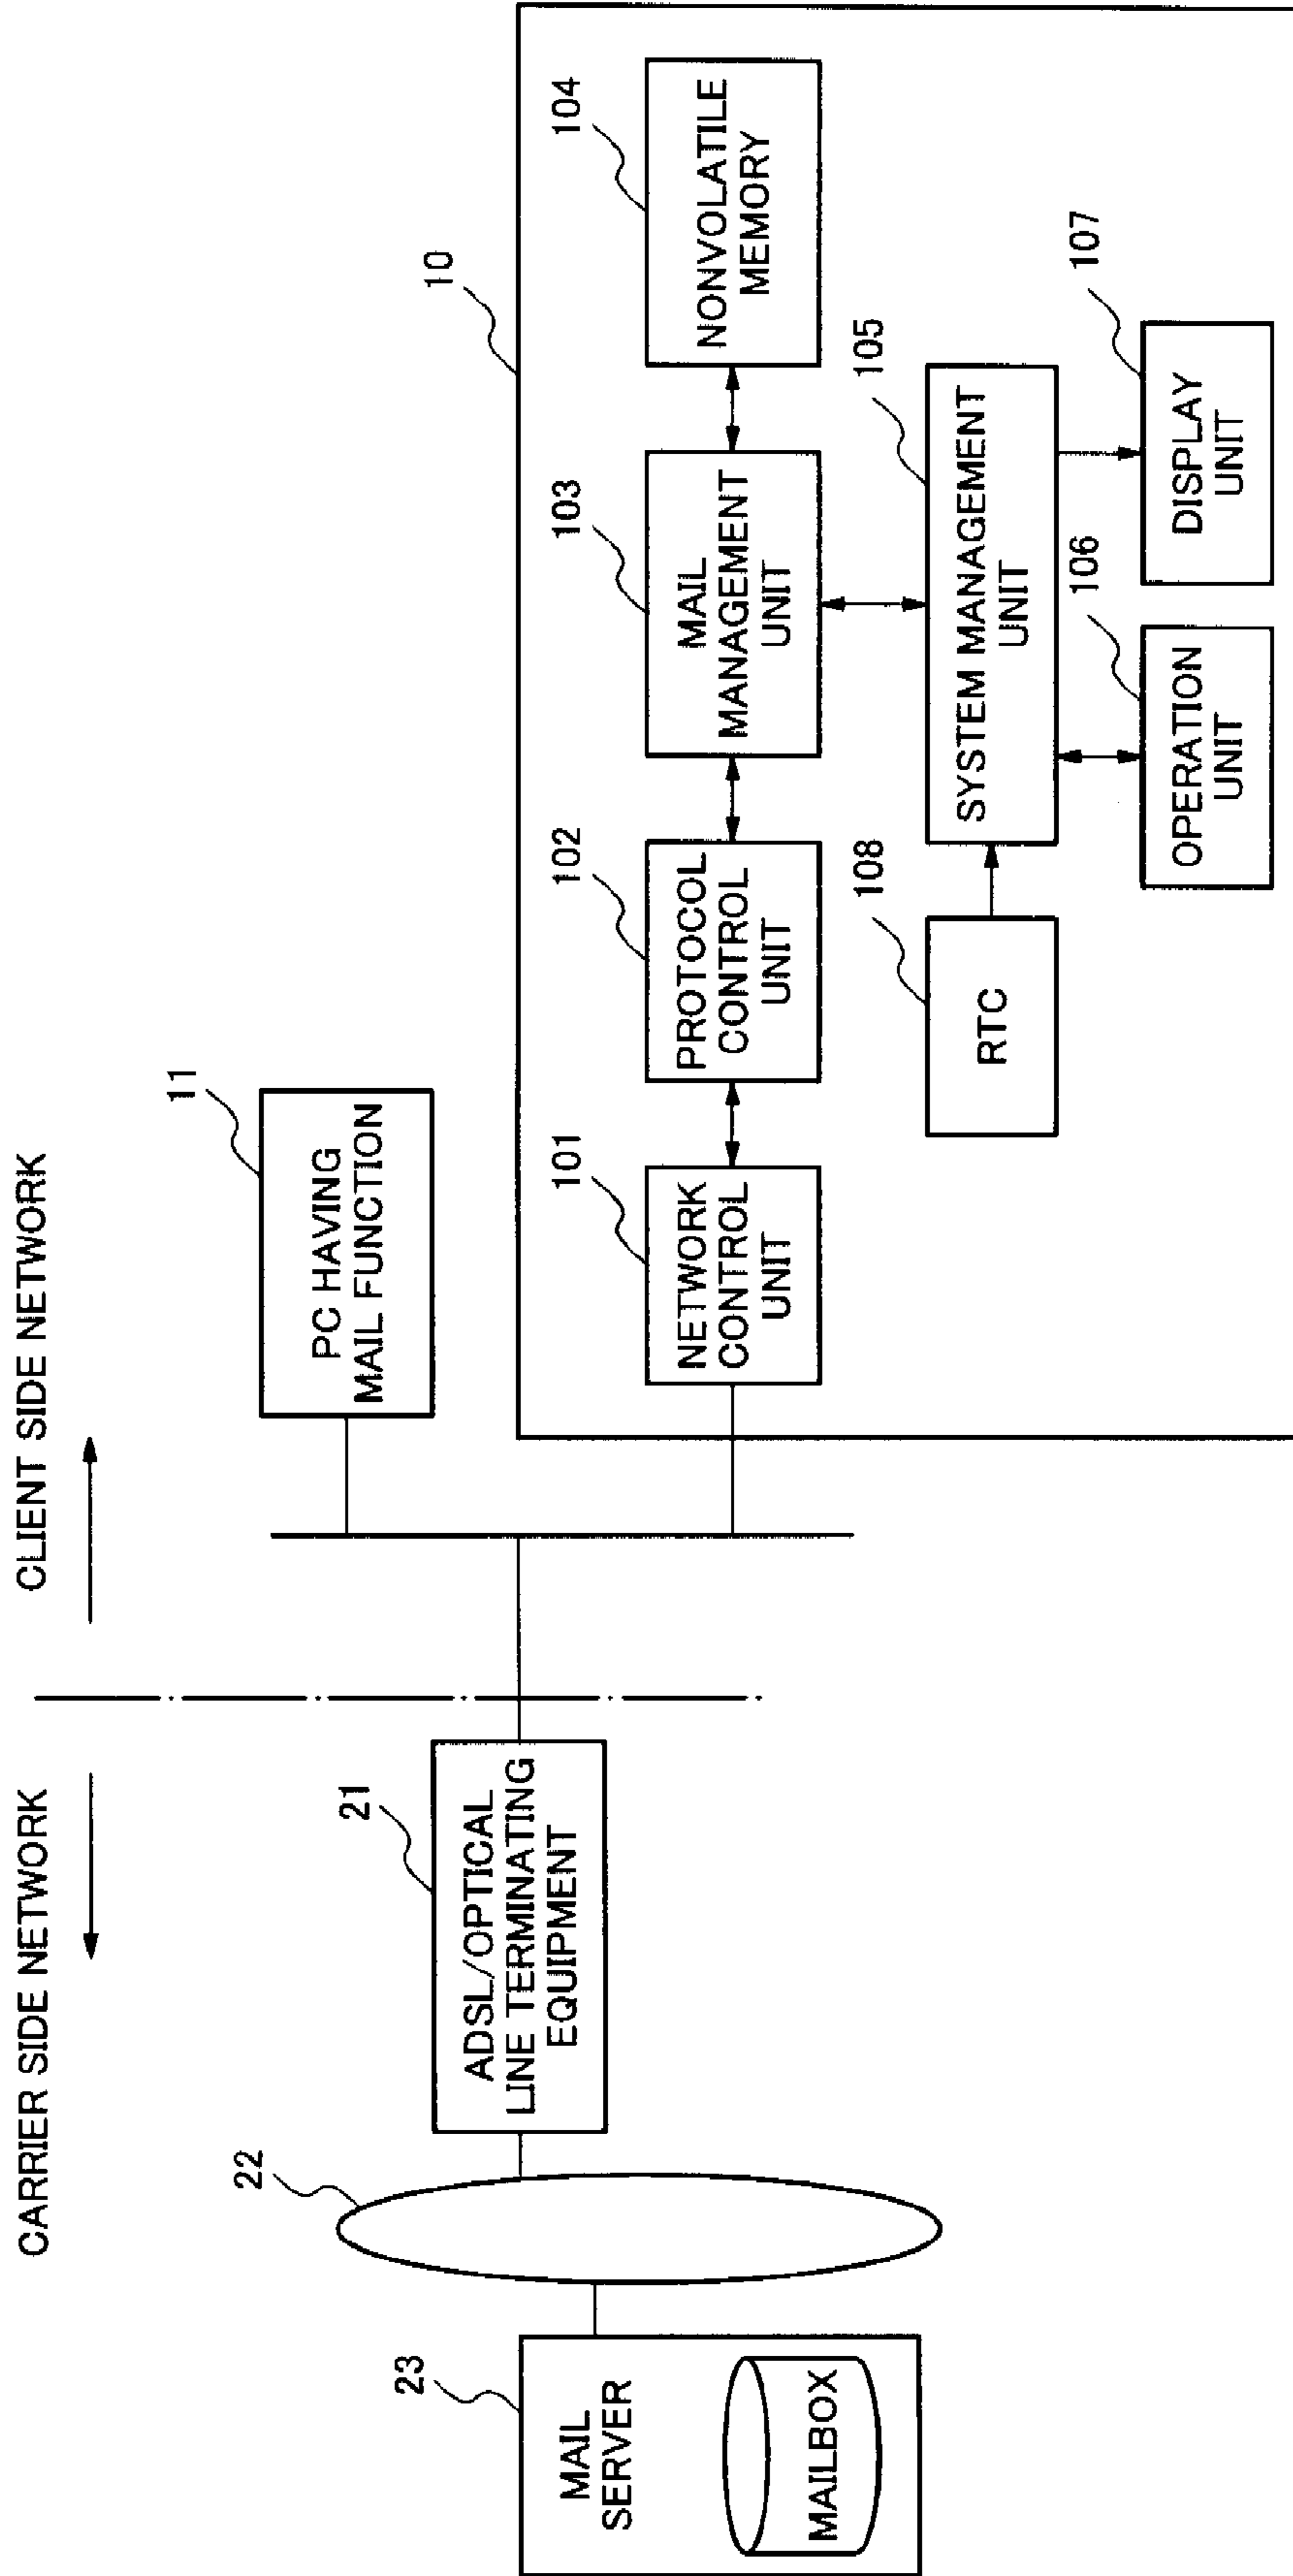 CARRIER SIDE NETWORK
CLIENT SIDE NETWORK
23
MAIL
SERVER
MAILBOX
22
21
ADSL/OPTICAL
LINE TERMINATING
EQUIPMENT
11
PC HAVING
MAIL FUNCTION
10
101
NETWORK
CONTROL
UNIT
102
PROTOCOL
CONTROL
UNIT
103
MAIL
MANAGEMENT
UNIT
104
NONVOLATILE
MEMORY
108
RTC
105
SYSTEM MANAGEMENT
UNIT
106
OPERATION
UNIT
107
DISPLAY
UNIT